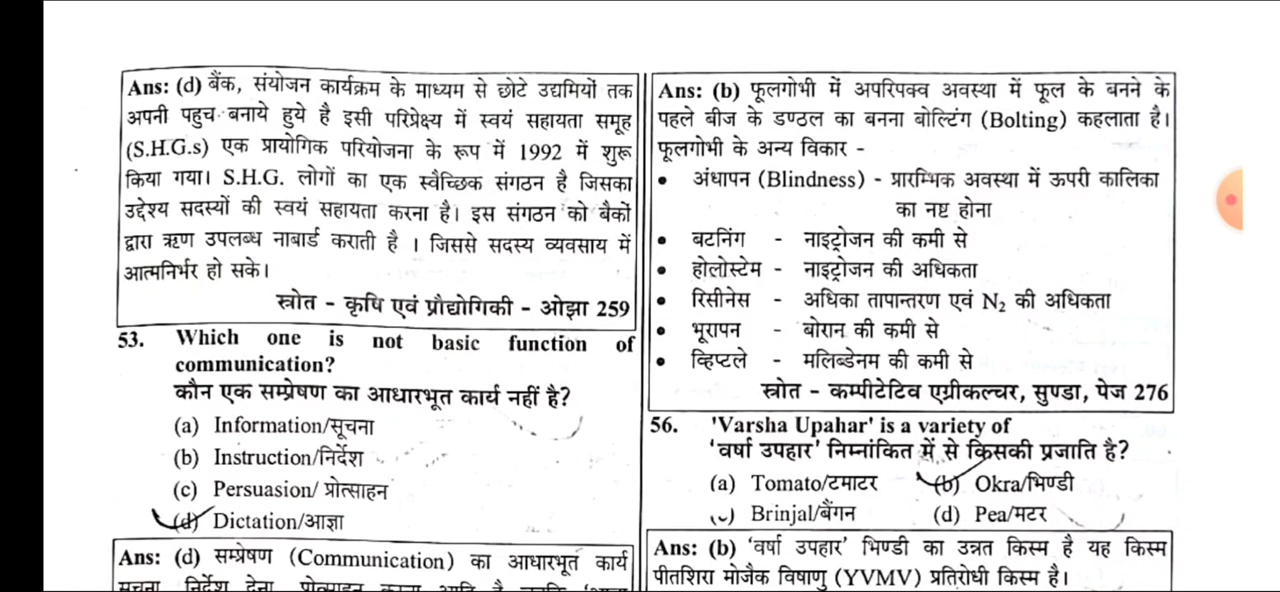 Ans: (d) बैंक, संयोजन कार्यक्रम के माध्यम से छोटे उद्यमियों तक
अपनी पहुच बनाये हुये है इसी परिप्रेक्ष्य में स्वयं सहायता समूह
(S.H.G.s) एक प्रायोगिक परियोजना के रूप में 1992 में शुरू
किया गया। S.H.G. लोगों का एक स्वैच्छिक संगठन है जिसका
उद्देश्य सदस्यों की स्वयं सहायता करना है। इस संगठन को बैकों
द्वारा ऋण उपलब्ध नाबार्ड कराती है । जिससे सदस्य व्यवसाय में
आत्मनिर्भर हो सके।
स्त्रोत - कृषि एवं प्रौद्योगिकी - ओझा 259
53. Which one is not basic function of
communication?
कौन एक सम्प्रेषण का आधारभूत कार्य नहीं है?
(a) Information/सूचना
(b) Instruction/निर्देश
(c) Persuasion/ प्रोत्साहन
(d) Dictation/आज्ञा
Ans: (d) सम्प्रेषण (Communication) का आधारभूत कार्य
सूचना निर्देश देना प्रोत्साहन करना आदि है
Ans: (b) फूलगोभी में अपरिपक्व अवस्था में फूल के बनने के
पहले बीज के डण्ठल का बनना बोल्टिंग (Bolting) कहलाता है।
फूलगोभी के अन्य विकार -
• अंधापन (Blindness) - प्रारम्भिक अवस्था में ऊपरी कालिका
का नष्ट होना
• बटनिंग - नाइट्रोजन की कमी से
• होलोस्टेम - नाइट्रोजन की अधिकता
• रिसीनेस - अधिका तापान्तरण एवं N₂ की अधिकता
• भूरापन - बोरान की कमी से
• व्हिप्टले - मलिब्डेनम की कमी से
स्त्रोत - कम्पीटेटिव एग्रीकल्चर, सुण्डा, पेज 276
56. 'Varsha Upahar' is a variety of
'वर्षा उपहार' निम्नांकित में से किसकी प्रजाति है?
(a) Tomato/टमाटर (b) Okra/भिण्डी
(c) Brinjal/बैंगन (d) Pea/मटर
Ans: (b) 'वर्षा उपहार' भिण्डी का उन्नत किस्म है यह किस्म
पीतशिरा मोजैक विषाणु (YVMV) प्रतिरोधी किस्म है।